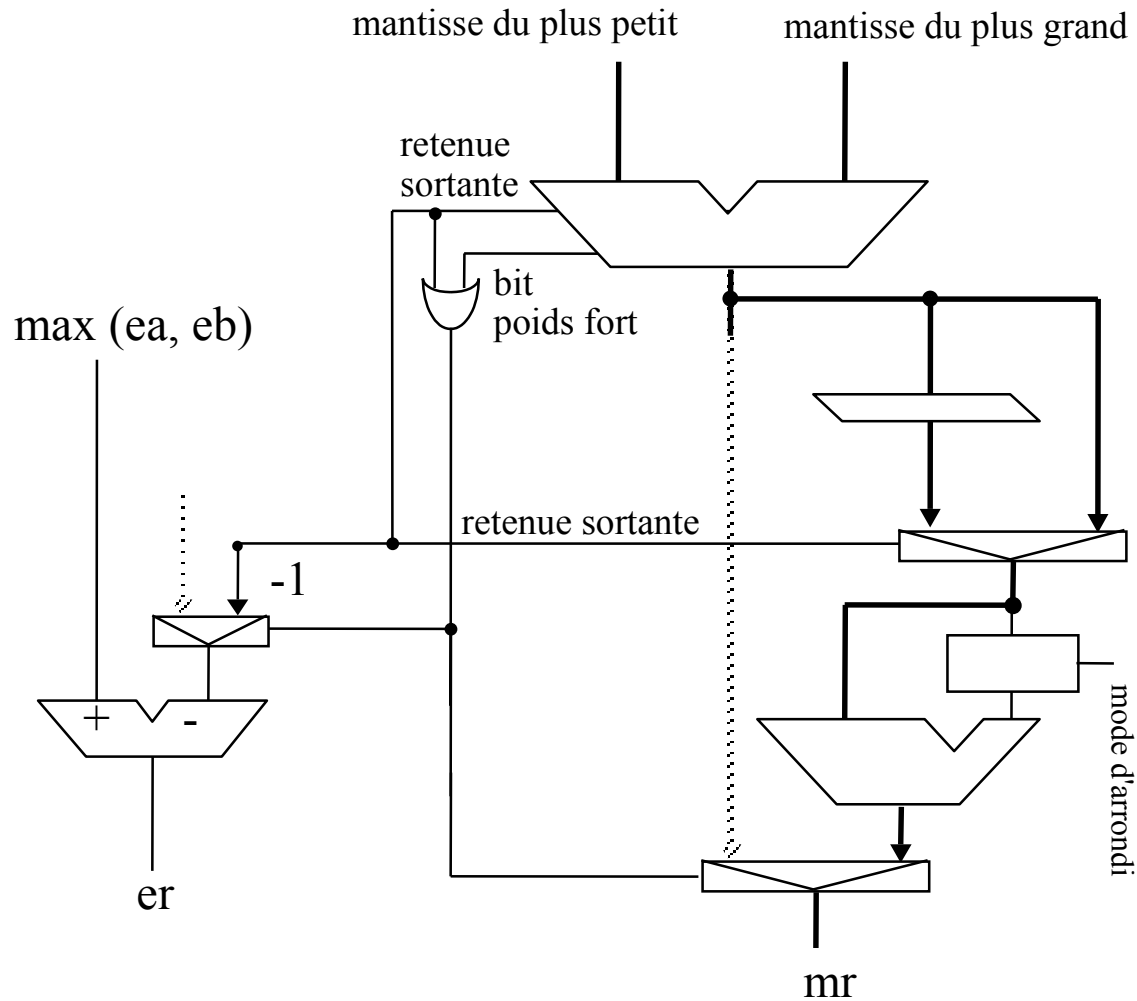 mantisse du plus petit
mantisse du plus grand
retenue
sortante
bit
poids fort
max (ea, eb)
retenue sortante
-1
+
-
mode d'arrondi
er
mr